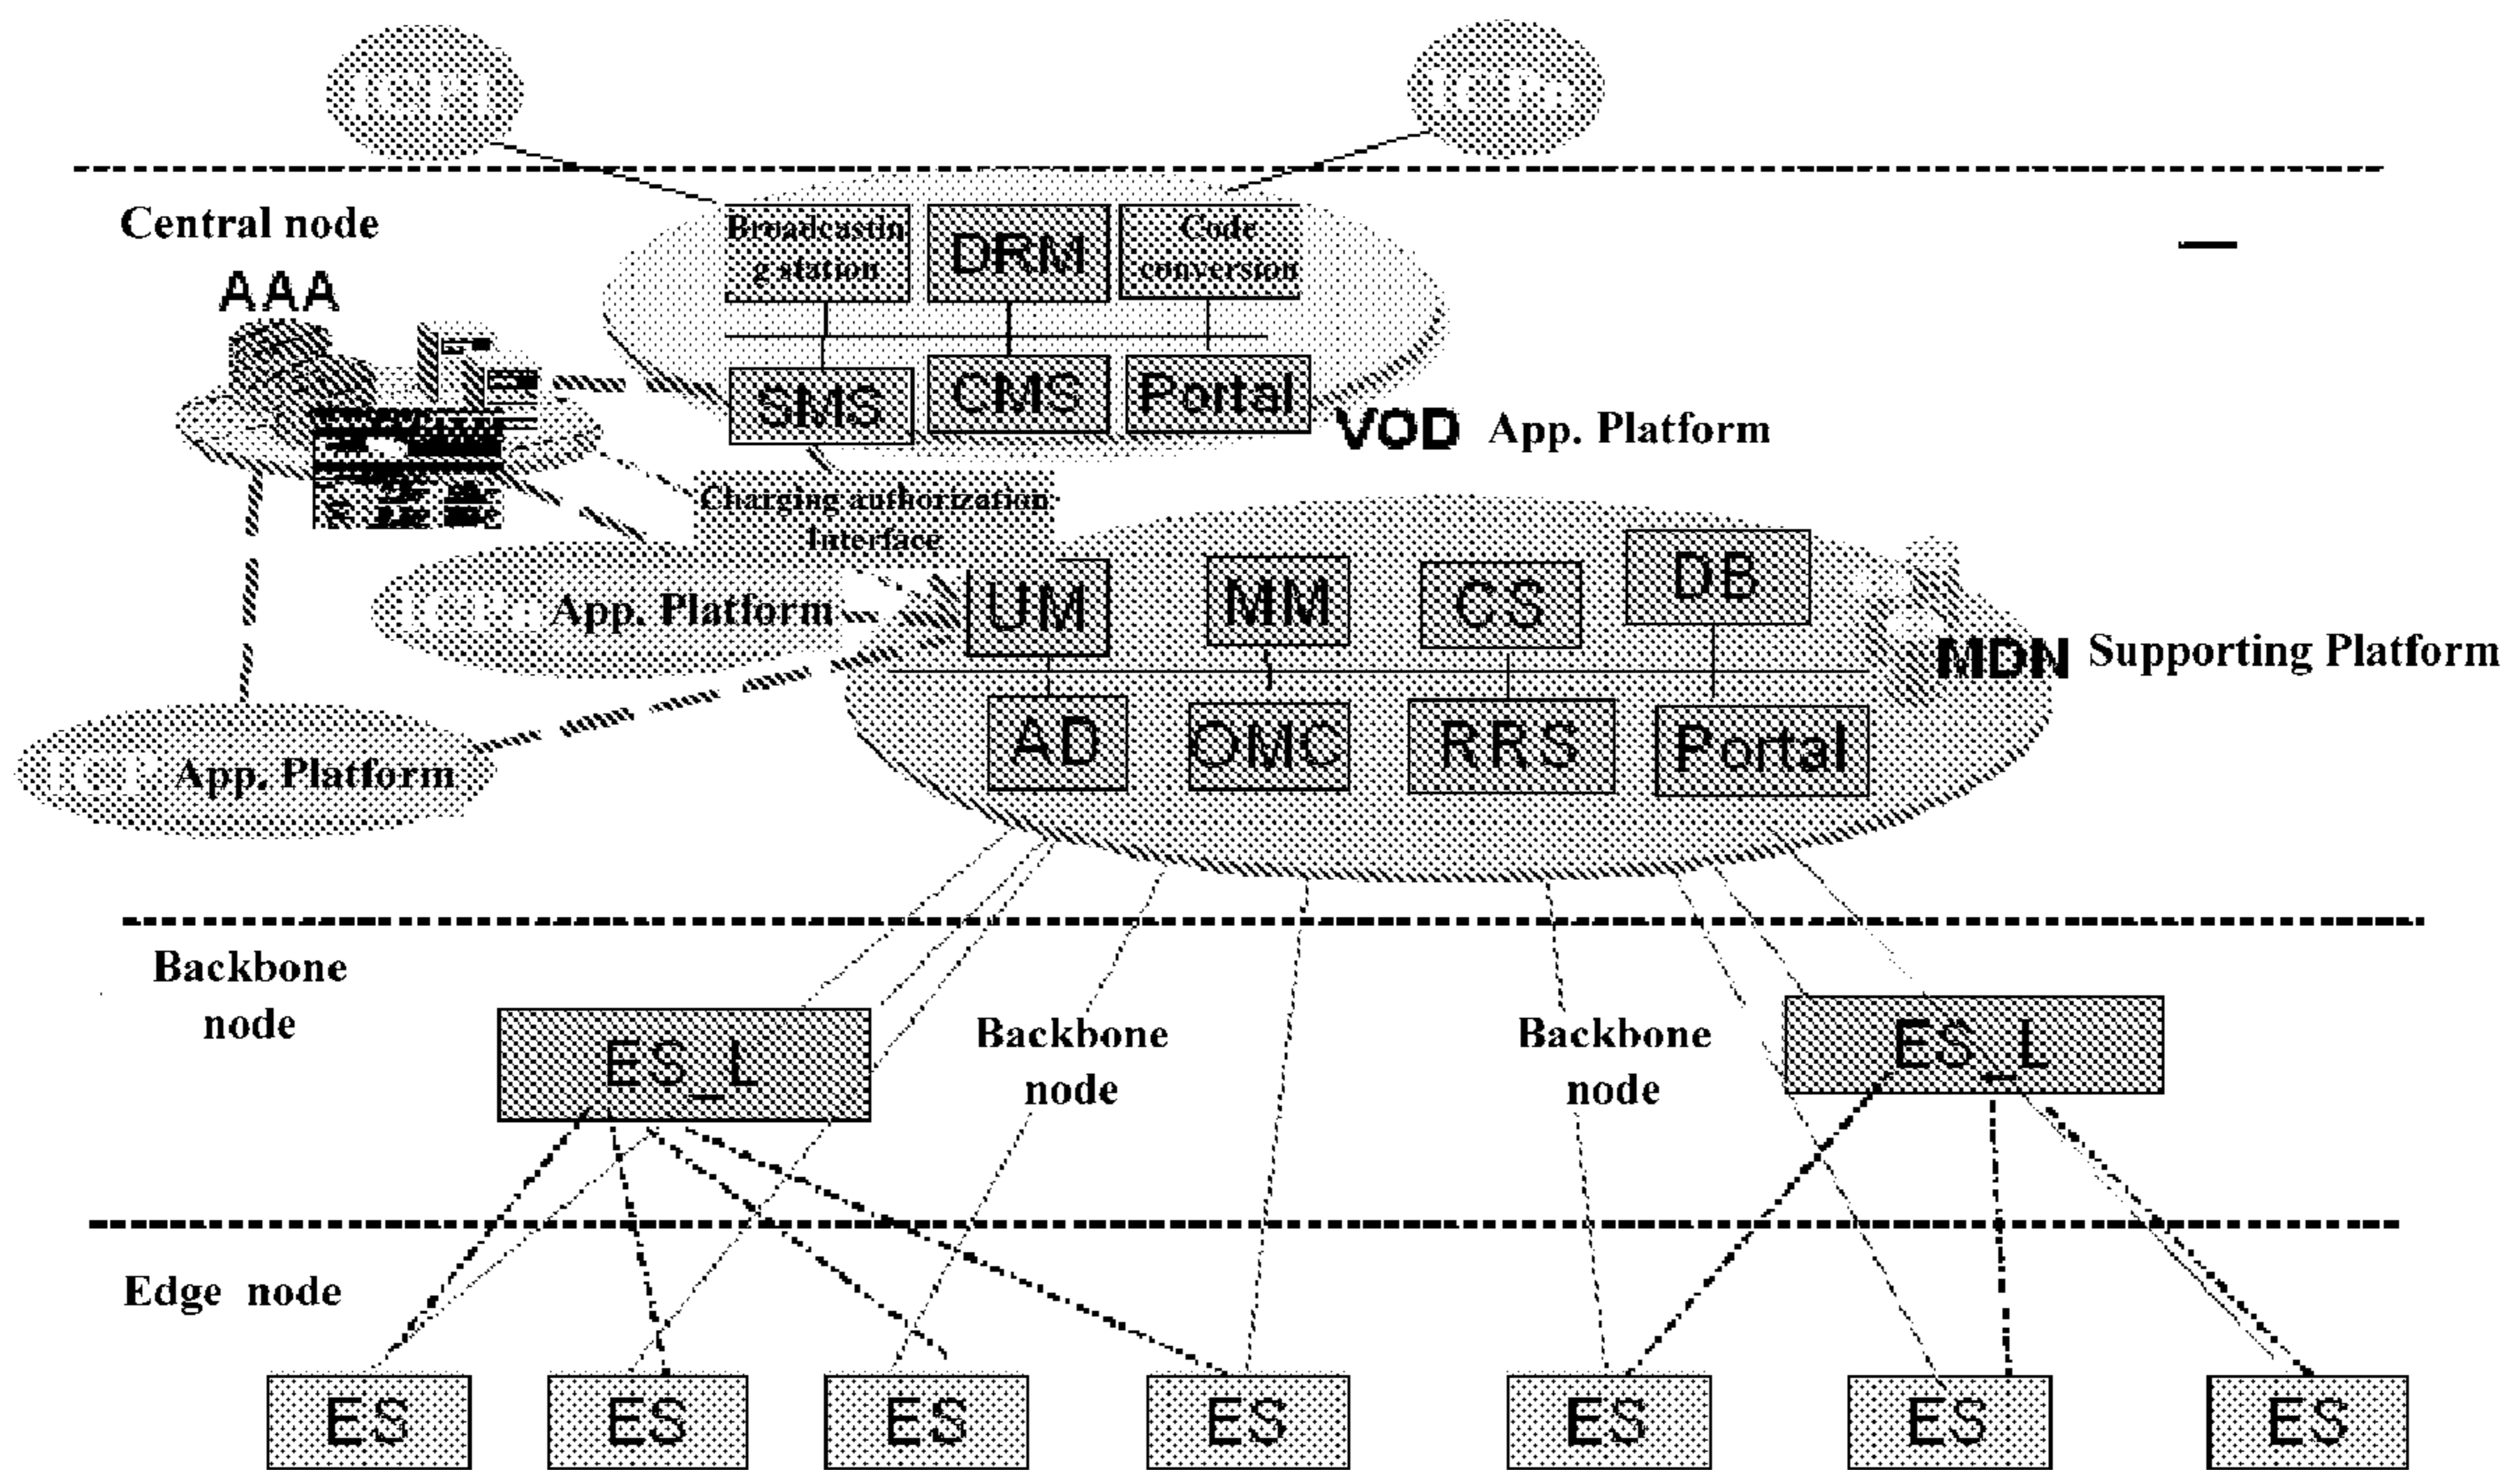 Central node
AAA
Broadcastin
g station
DRM
Code
conversion
SMS
CMS
Portal
VOD App. Platform
Charging authorization
Interface
App. Platform
UM
MM
CS
DB
MDN Supporting Platform
AD
OMC
RRS
Portal
App. Platform
Backbone
node
ES_L
Backbone
node
Backbone
node
ES_L
Edge node
ES
ES
ES
ES
ES
ES
ES